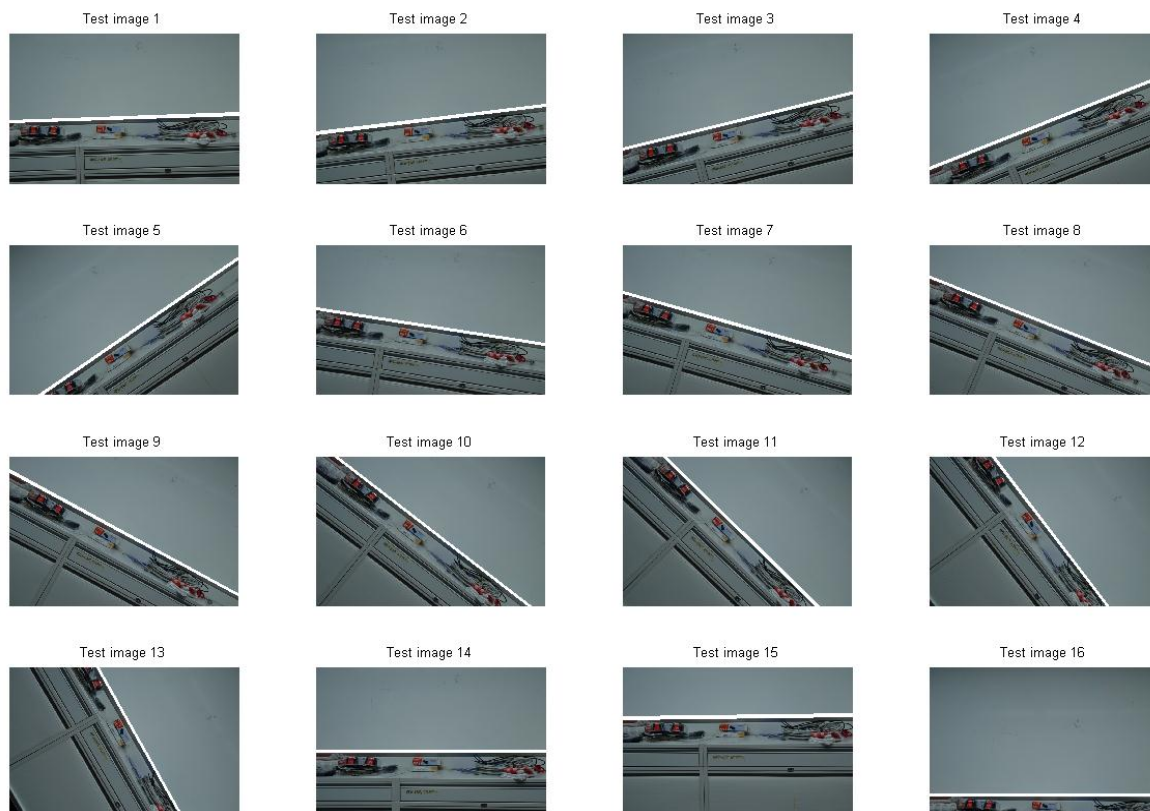 Test image 1
Test image 2
Test image 3
Test image 4
Test image 5
Test image 6
Test image 7
Test image 8
Test image 9
Test image 10
Test image 11
Test image 12
Test image 13
Test image 14
Test image 15
Test image 16